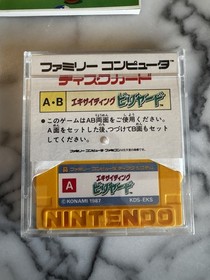 ファミリー コンピュータ
ディスクカード
A•B
エキサイティング
ビリヤード
●このゲームはAB両面をご使用ください。
A面をセットした後、つづけてB面もセット
してください。
A
エキサイティング
ビリヤード
© KONAMI 1987
KDS-EKS
NINTENDO